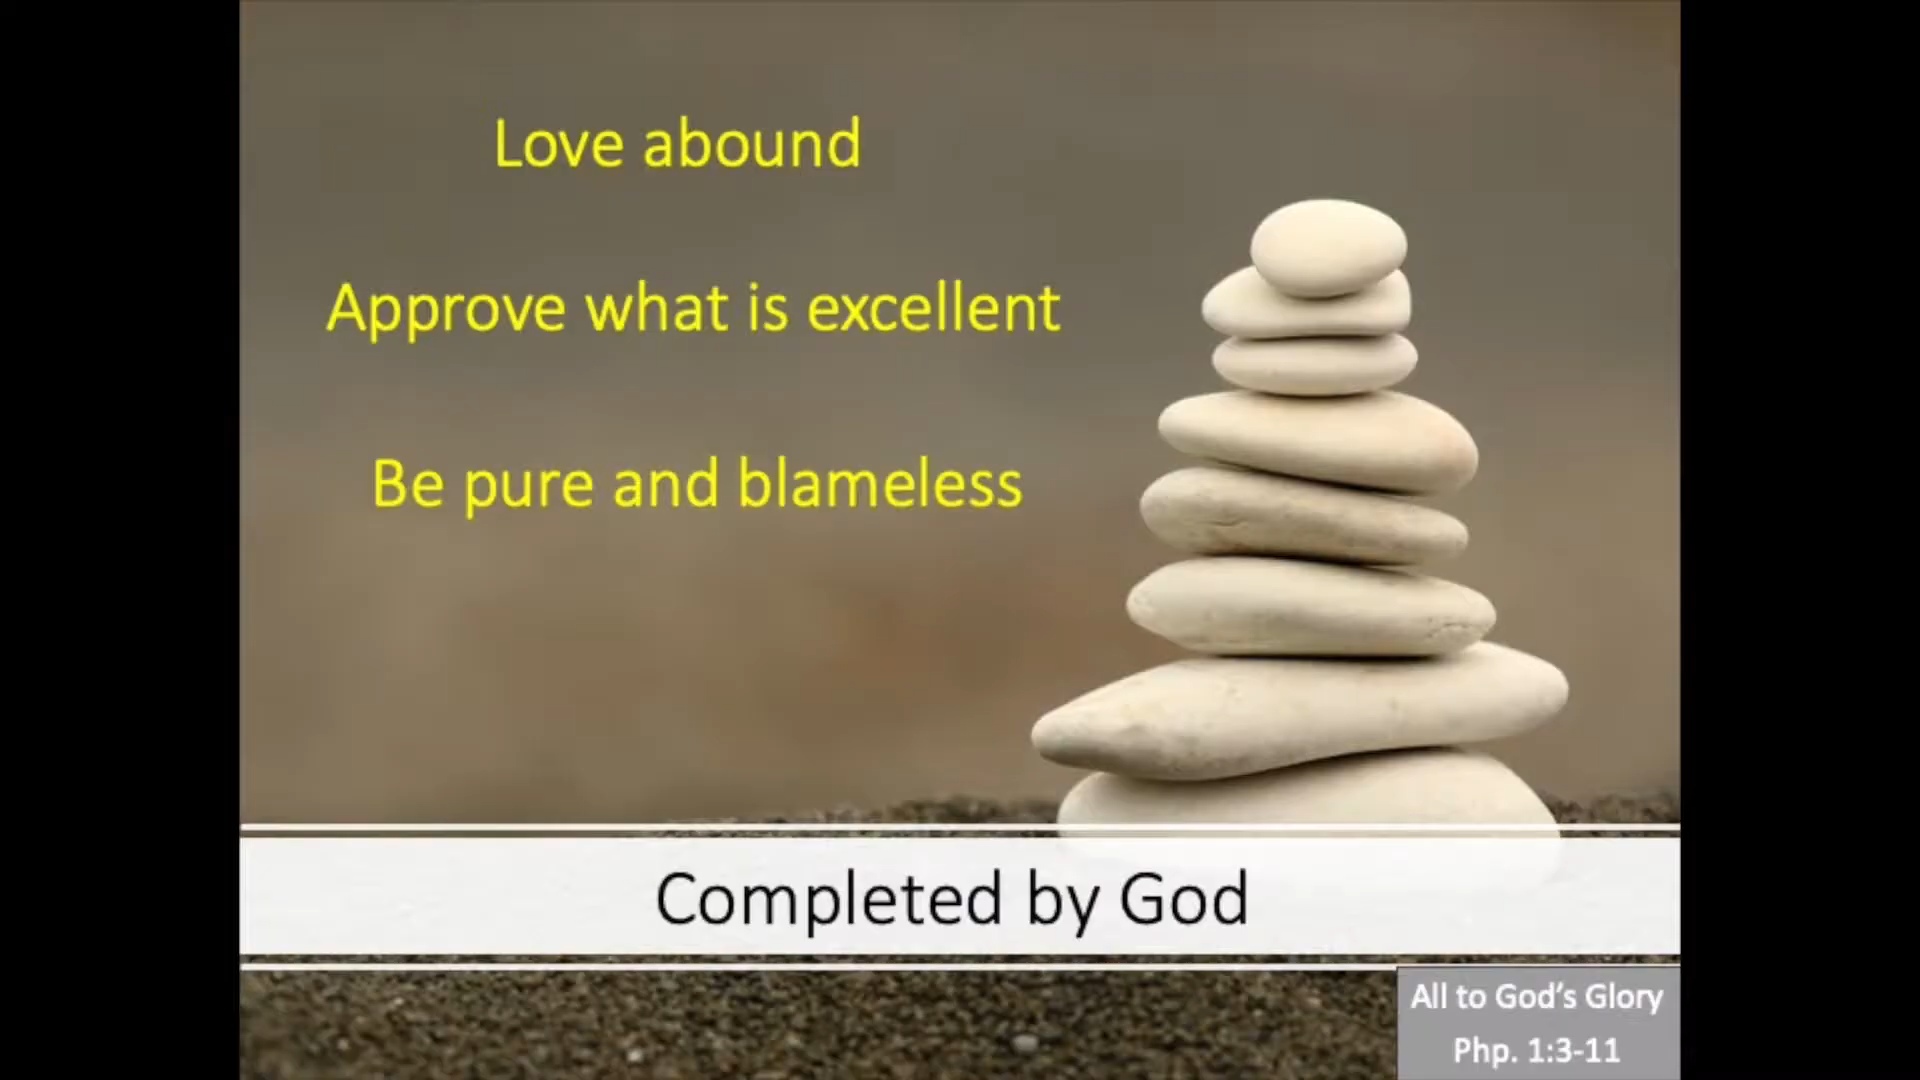 Love abound
Approve what is excellent
Be pure and blameless
Completed by God
All to God's Glory
Php. 1:3-11